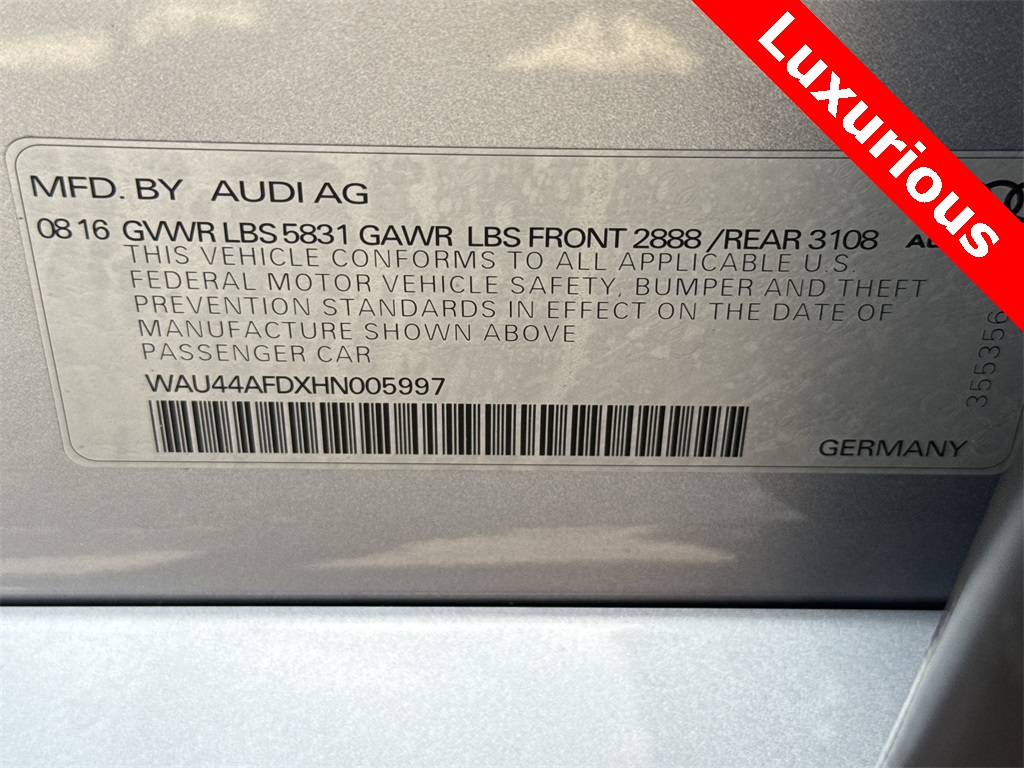 Luxurious
MFD. BY AUDI AG
08 16 GVWR LBS 5831 GAWR LBS FRONT 2888 /REAR 3108
THIS VEHICLE CONFORMS TO ALL APPLICABLE U.S.
FEDERAL MOTOR VEHICLE SAFETY, BUMPER AND THEFT
PREVENTION STANDARDS IN EFFECT ON THE DATE OF
MANUFACTURE SHOWN ABOVE
PASSENGER CAR
WAU44AFDXHN005997
GERMANY
355356